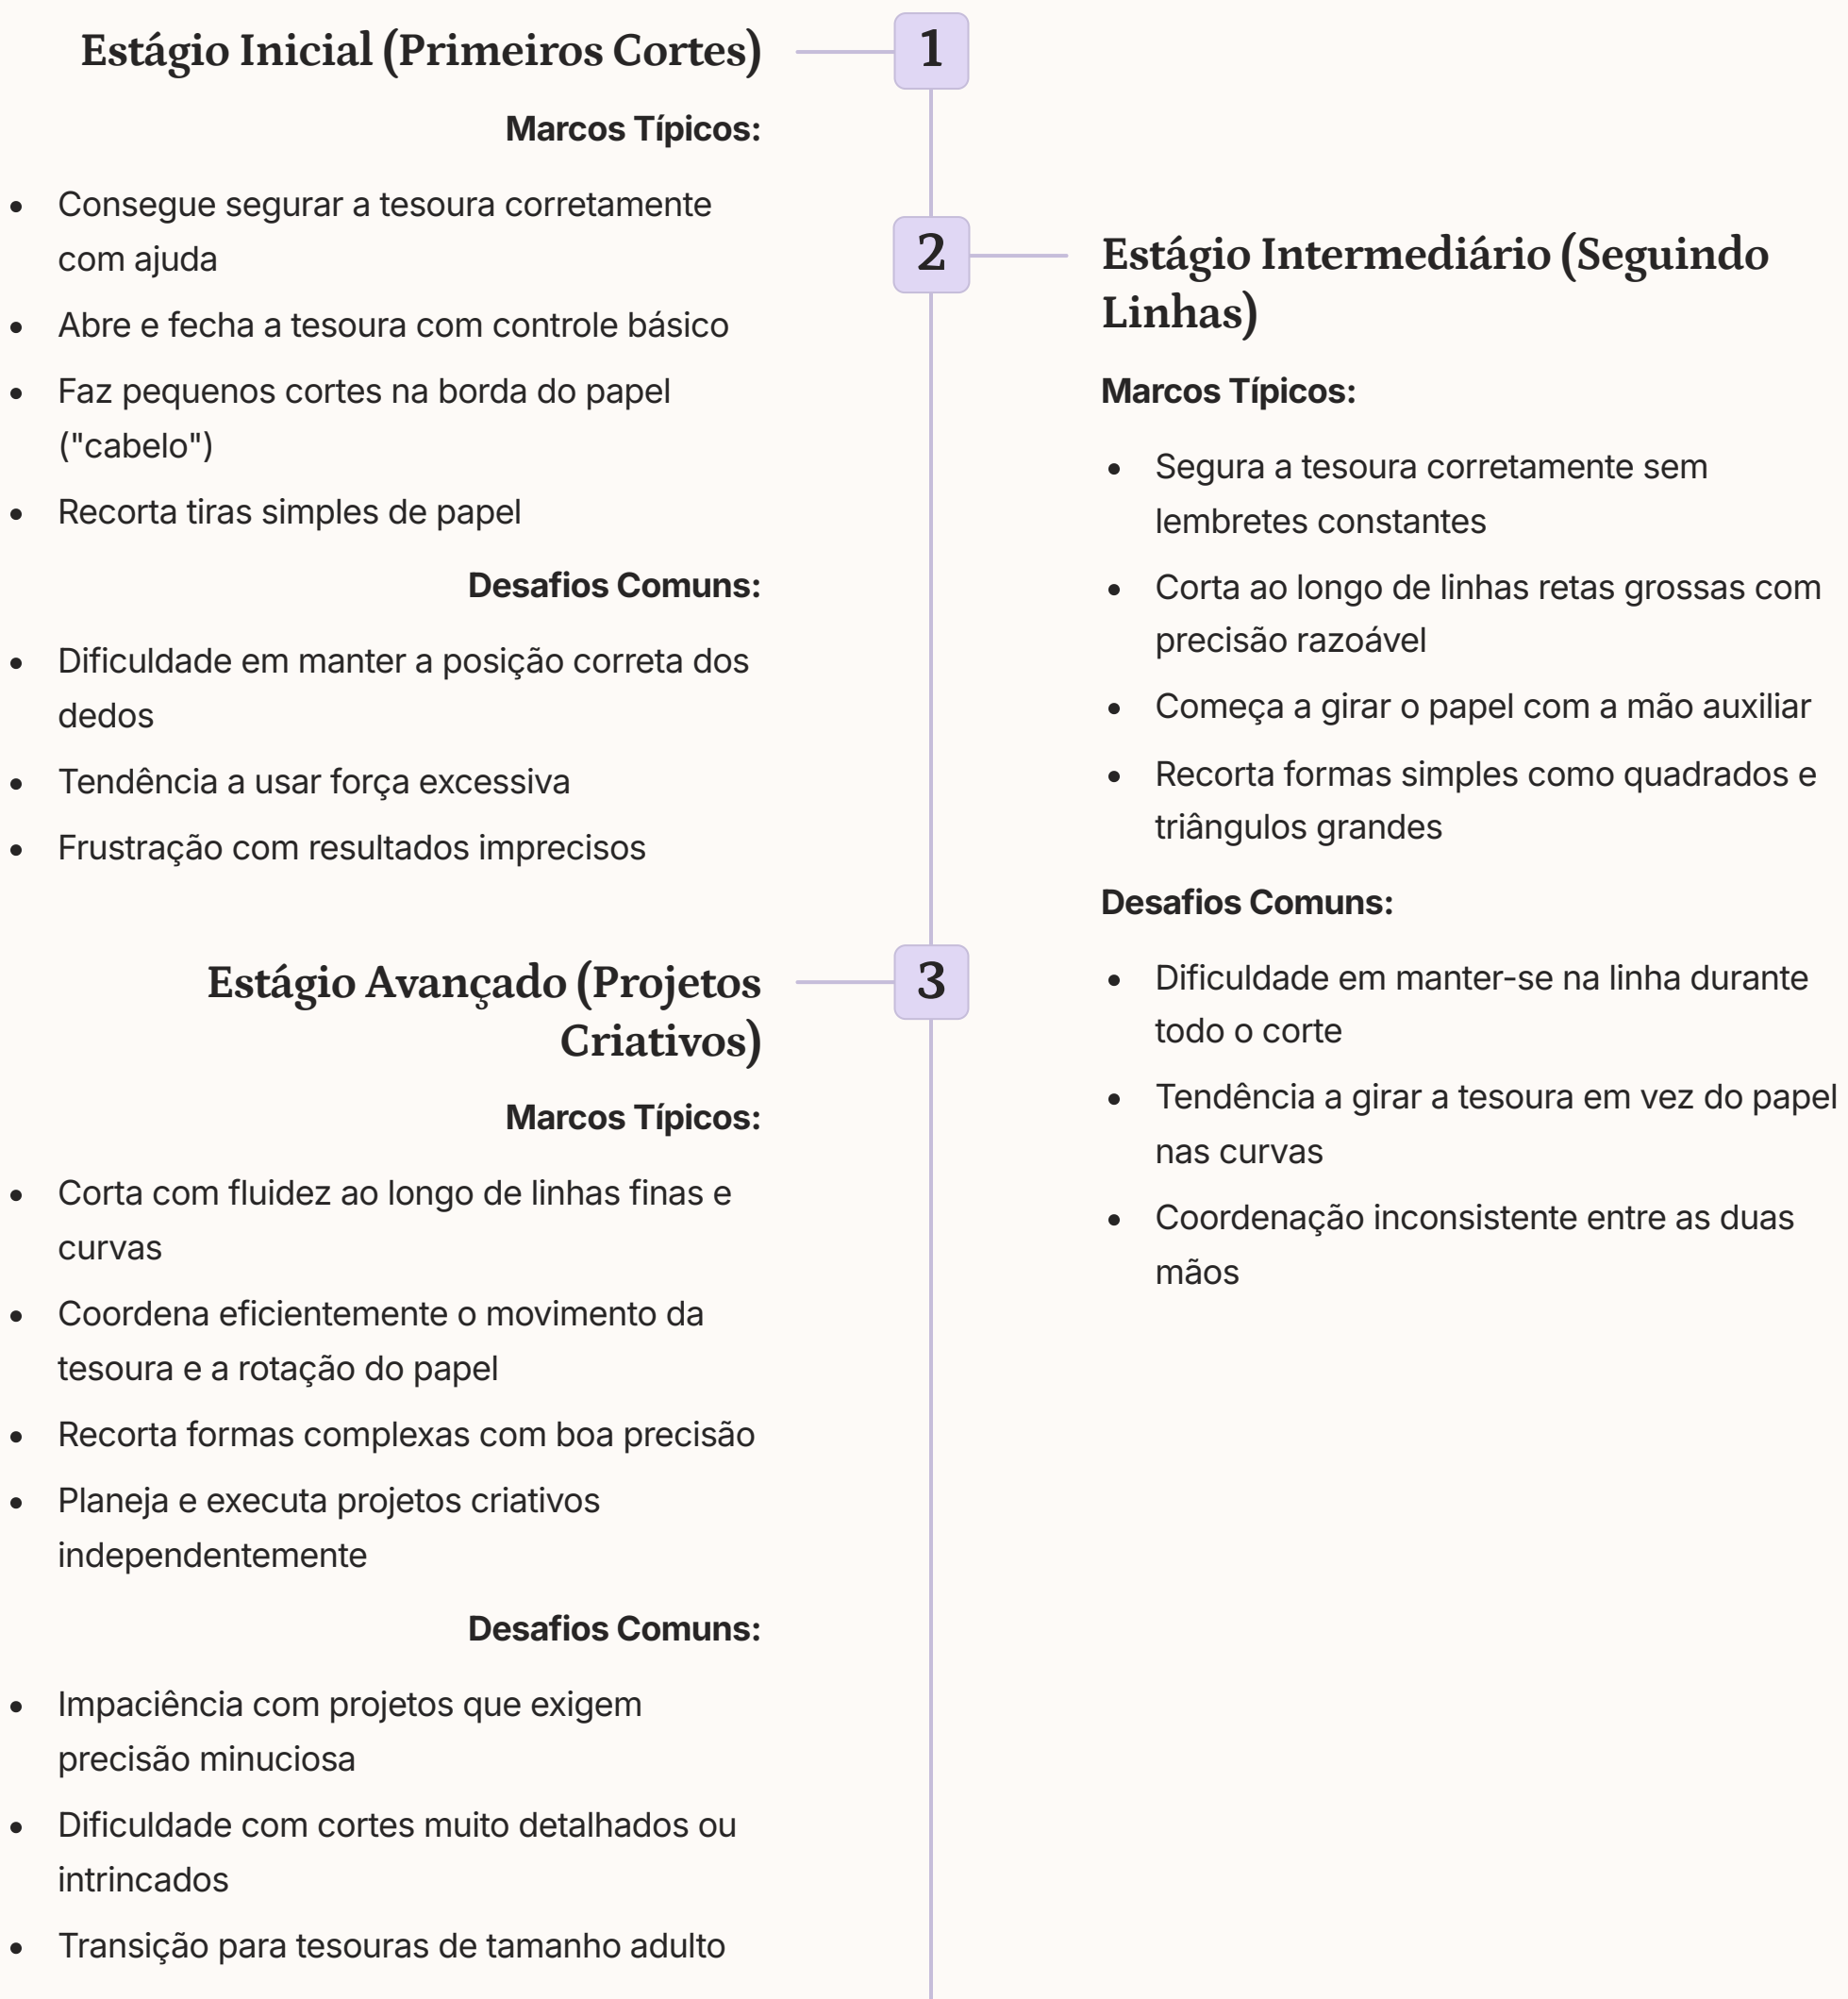 Estágio Inicial (Primeiros Cortes)
1
Marcos Típicos:
• Consegue segurar a tesoura corretamente
com ajuda
• Abre e fecha a tesoura com controle básico
• Faz pequenos cortes na borda do papel
("cabelo")
• Recorta tiras simples de papel
Desafios Comuns:
• Dificuldade em manter a posição correta dos
dedos
• Tendência a usar força excessiva
• Frustração com resultados imprecisos
2
Estágio Intermediário (Seguindo
Linhas)
Marcos Típicos:
• Segura a tesoura corretamente sem
lembretes constantes
• Corta ao longo de linhas retas grossas com
precisão razoável
• Começa a girar o papel com a mão auxiliar
• Recorta formas simples como quadrados e
triângulos grandes
Desafios Comuns:
• Dificuldade em manter-se na linha durante
todo o corte
• Tendência a girar a tesoura em vez do papel
nas curvas
• Coordenação inconsistente entre as duas
mãos
Estágio Avançado (Projetos
Criativos)
3
Marcos Típicos:
• Corta com fluidez ao longo de linhas finas e
curvas
• Coordena eficientemente o movimento da
tesoura e a rotação do papel
• Recorta formas complexas com boa precisão
• Planeja e executa projetos criativos
independentemente
Desafios Comuns:
• Impaciência com projetos que exigem
precisão minuciosa
• Dificuldade com cortes muito detalhados ou
intrincados
• Transição para tesouras de tamanho adulto